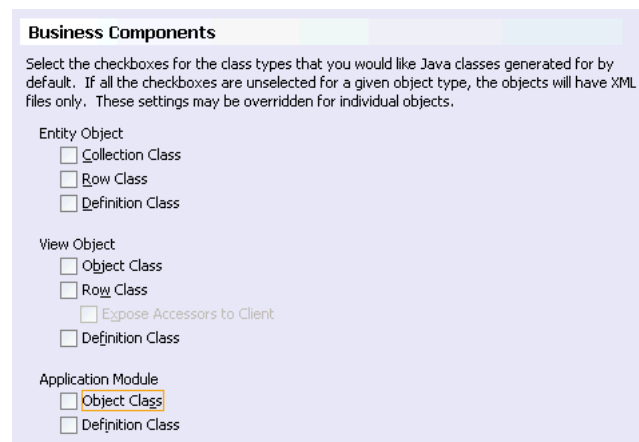 Business Components
Select the checkboxes for the class types that you would like Java classes generated for by
default. If all the checkboxes are unselected for a given object type, the objects will have XML
files only. These settings may be overridden for individual objects.
Entity Object
Collection Class
Row Class
Definition Class
View Object
Object Class
Row Class
Expose Accessors to Client
Definition Class
Application Module
Object Class
Definition Class